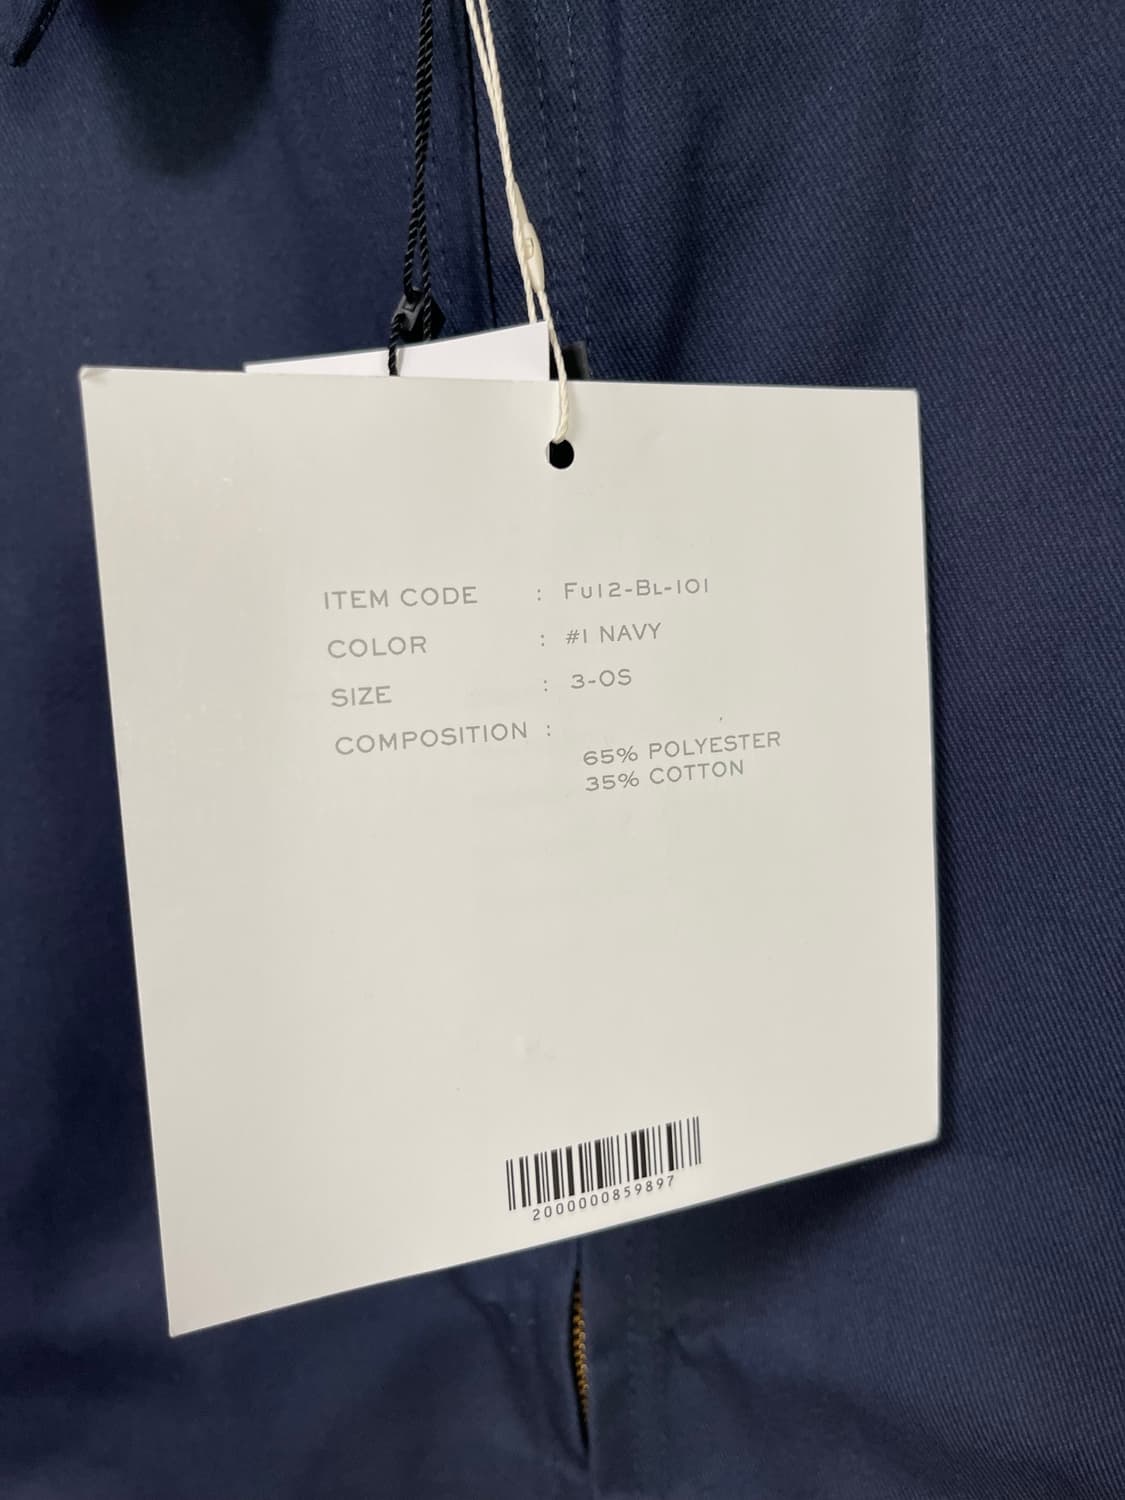 ITEM CODE : FU12-BL-101
COLOR : #1 NAVY
SIZE : 3-OS
COMPOSITION :
65% POLYESTER
35% COTTON
2000000859897